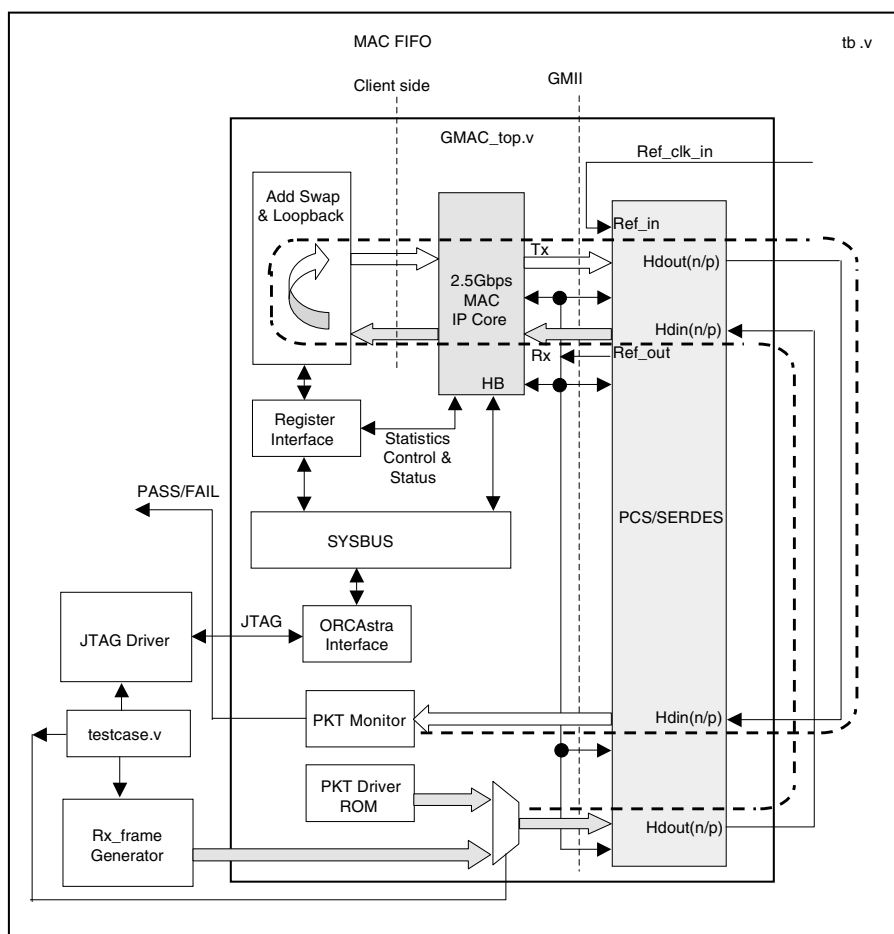 MAC FIFO
tb .v
Client side
GMII
GMAC_top.v
Ref_clk_in
Add Swap
& Loopback
Ref_in
Tx
Hdout(n/p)
2.5Gbps
MAC
IP Core
Hdin(n/p)
Rx
Ref_out
HB
Register
Interface
Statistics
Control &
Status
PASS/FAIL
PCS/SERDES
SYSBUS
JTAG
JTAG Driver
ORCAstra
Interface
PKT Monitor
Hdin(n/p)
testcase.v
PKT Driver
ROM
Rx_frame
Generator
Hdout(n/p)